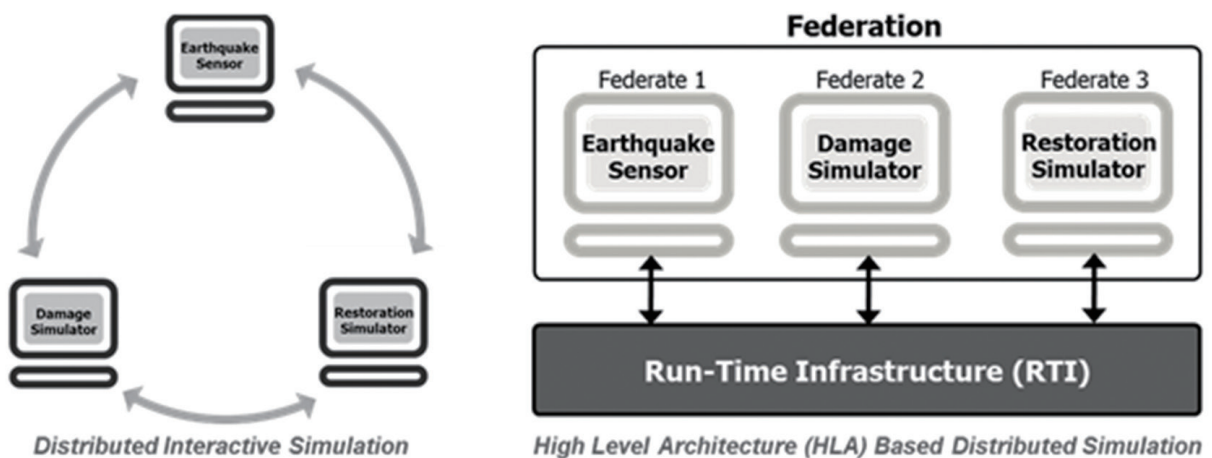 Earthquake
Sensor
Damage
Simulator
Restoration
Simulator
Distributed Interactive Simulation
Federation
Federate 1
Federate 2
Federate 3
Earthquake
Sensor
Damage
Simulator
Restoration
Simulator
Run-Time Infrastructure (RTI)
High Level Architecture (HLA) Based Distributed Simulation